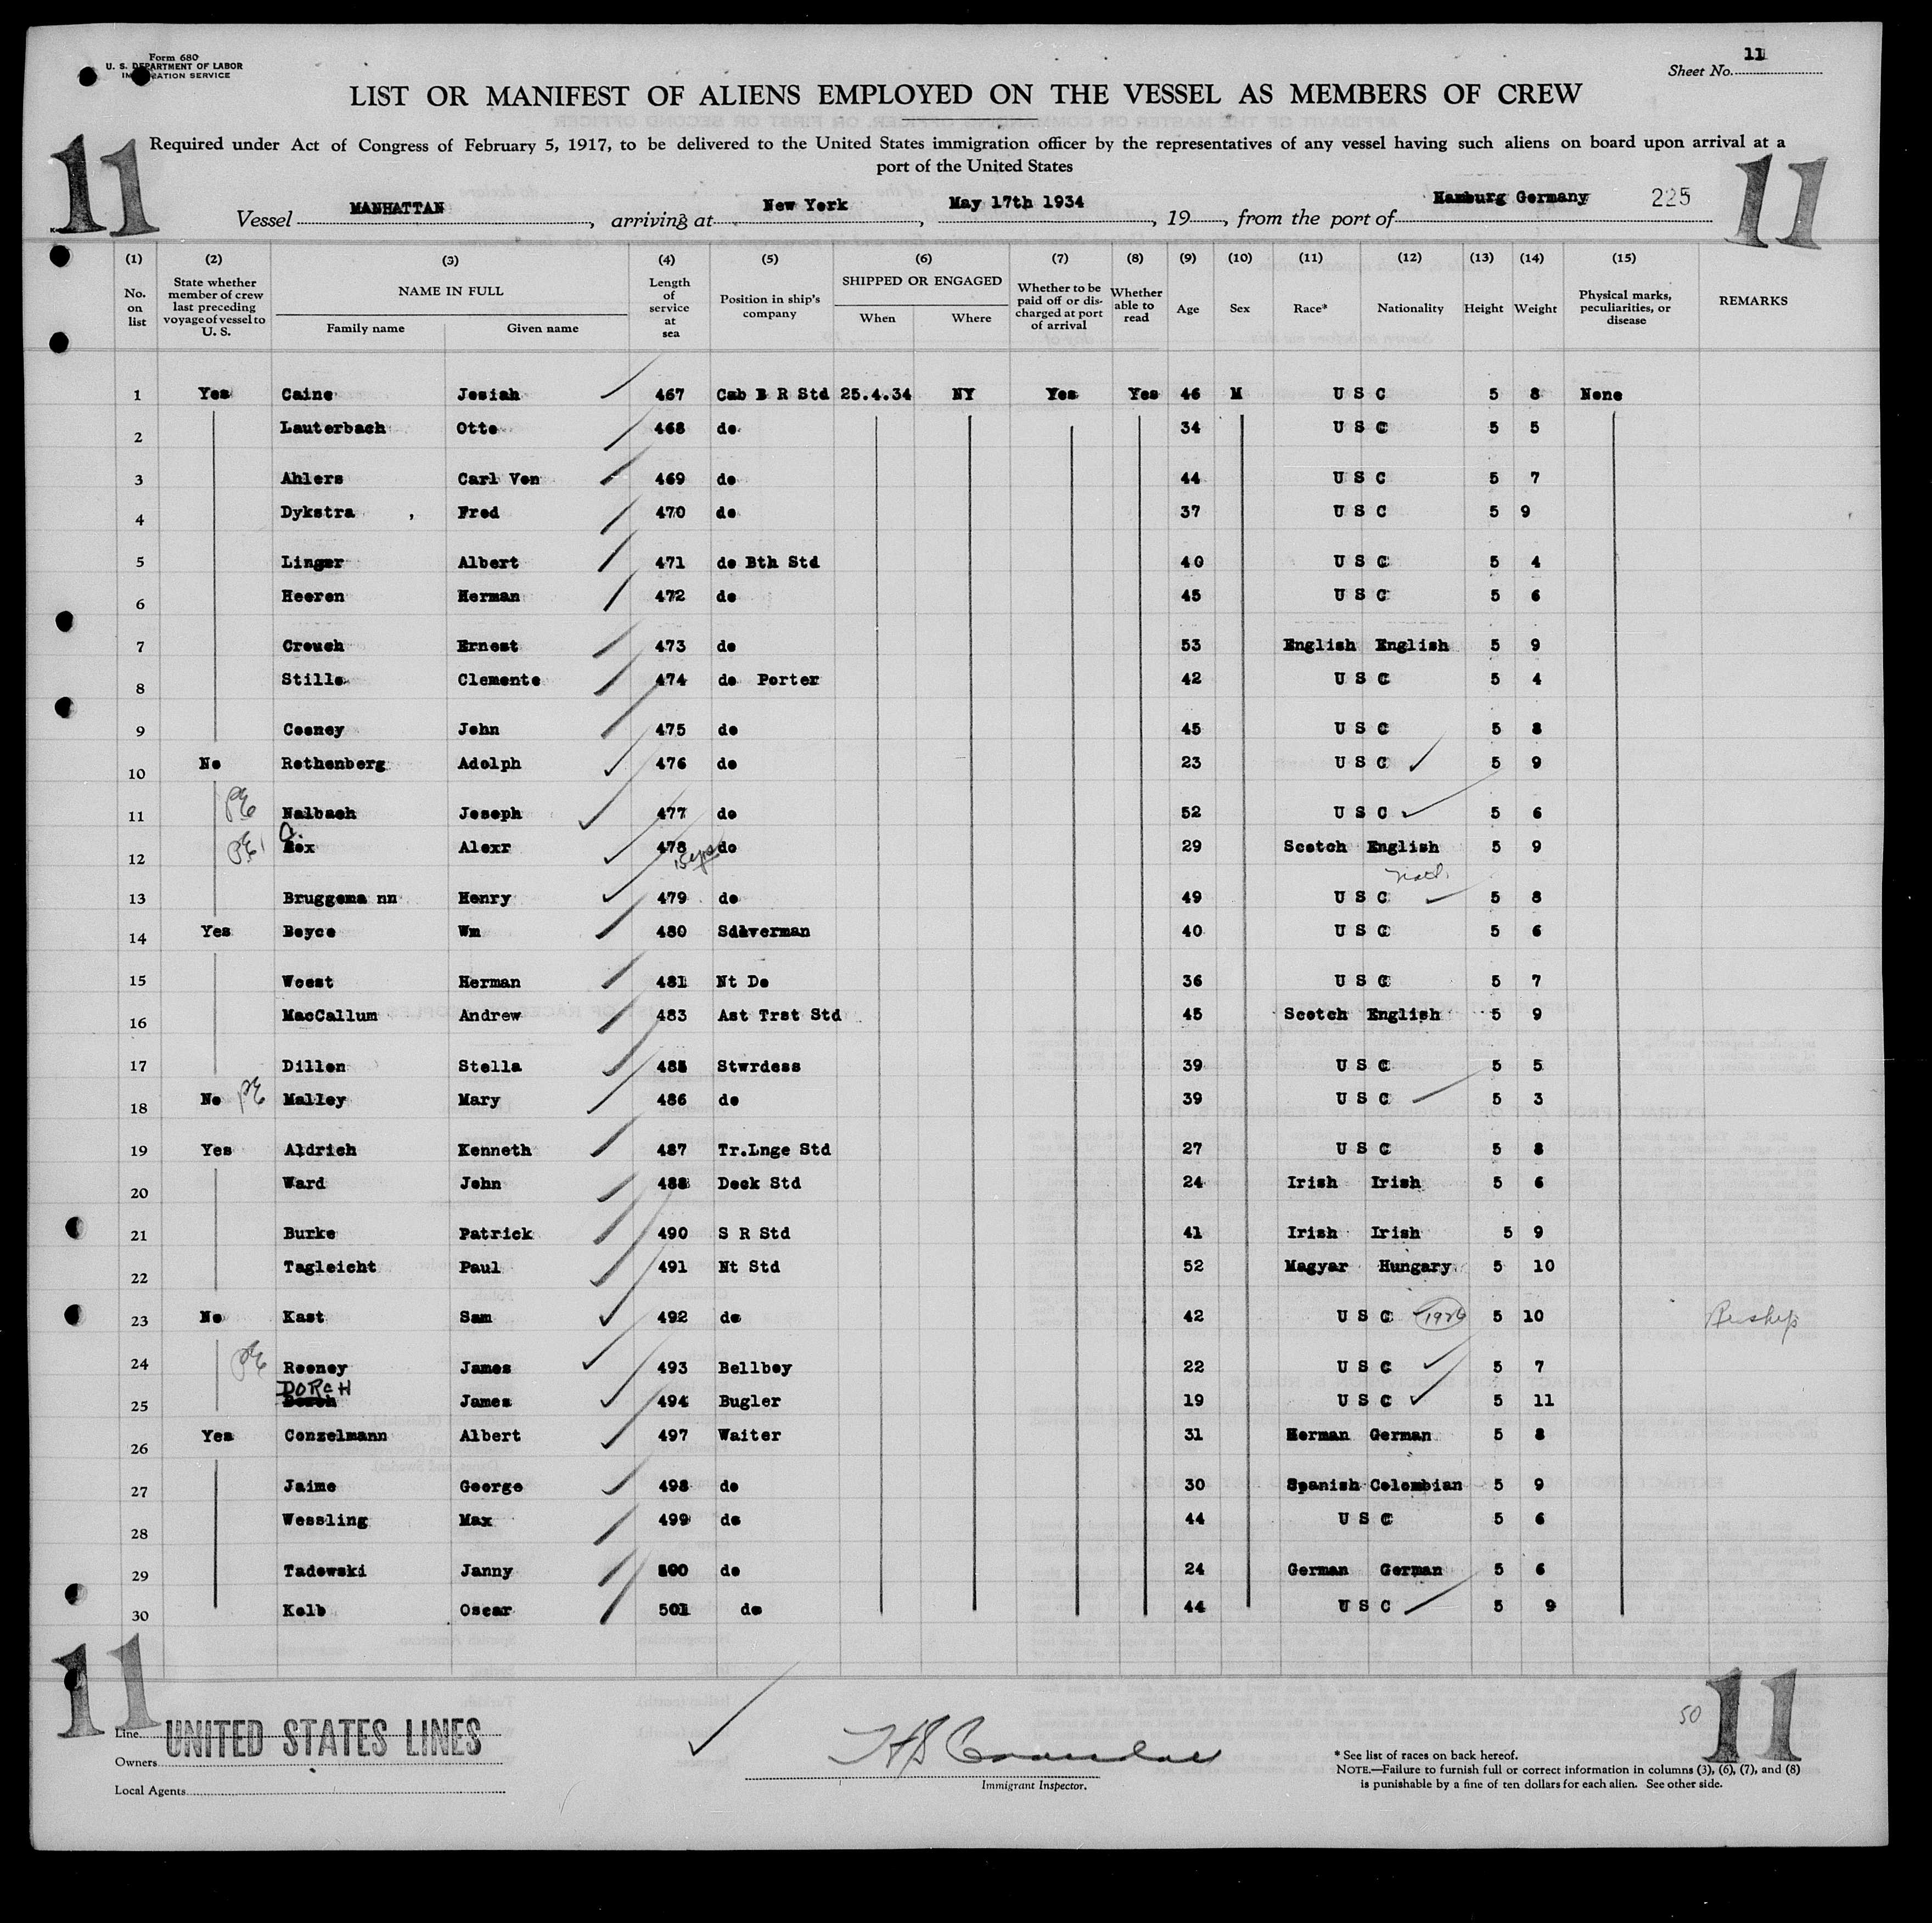 Form 680
U. S. DEPARTMENT OF LABOR
IMMIGRATION SERVICE
Sheet No. 11
LIST OR MANIFEST OF ALIENS EMPLOYED ON THE VESSEL AS MEMBERS OF CREW
Required under Act of Congress of February 5, 1917, to be delivered to the United States immigration officer by the representatives of any vessel having such aliens on board upon arrival at a
port of the United States
11 11
Vessel MANHATTAN, arriving at New York, May 17th 1934, 19, from the port of Hamburg Germany 225
(1) No. on list (2) State whether member of crew last preceding voyage of vessel to U. S. (3) NAME IN FULL Family name Given name (4) Length of service at sea (5) Position in ship's company (6) SHIPPED OR ENGAGED When Where (7) Whether to be paid off or discharged at port of arrival (8) Whether able to read (9) Age (10) Sex (11) Race* (12) Nationality (13) Height (14) Weight (15) Physical marks, peculiarities, or disease REMARKS
1 Yes Caine Josiah 467 Cab B R Std 25.4.34 NY Yes Yes 46 M U S C 5 8 None
2 Lauterbach Otto 468 do 34 U S C 5 5
3 Ahlers Carl Von 469 do 44 U S C 5 7
4 Dykstra , Fred 470 do 37 U S C 5 9
5 Linger Albert 471 do Bth Std 40 U S C 5 4
6 Heeren Herman 472 do 45 U S C 5 6
7 Crouch Ernest 473 do 53 English English 5 9
8 Stillo Clemente 474 do Porter 42 U S C 5 4
9 Cooney John 475 do 45 U S C 5 8
10 No Rothenberg Adolph 476 do 23 U S C 5 9
11 Nalbach Joseph 477 do 52 U S C 5 6
12 Cox Alexr 478 15 yrs do 29 Scotch English 5 9
natl.
13 Bruggema nn Henry 479 do 49 U S C 5 8
14 Yes Boyce Wm 480 Sdlverman 40 U S C 5 6
15 Woest Herman 481 Nt Do 36 U S C 5 7
16 MacCallum Andrew 483 Ast Trst Std 45 Scotch English 5 9
17 Dillon Stella 485 Stwrdess 39 U S C 5 5
18 No Malley Mary 486 do 39 U S C 5 3
19 Yes Aldrich Kenneth 487 Tr.Lnge Std 27 U S C 5 8
20 Ward John 488 Deck Std 24 Irish Irish 5 6
21 Burke Patrick 490 S R Std 41 Irish Irish 5 9
22 Tagleicht Paul 491 Nt Std 52 Magyar Hungary 5 10
23 No Kast Sam 492 do 42 U S C 1926 5 10
24 Rooney James 493 Bellboy 22 U S C 5 7
25 DORCH James 494 Bugler 19 U S C 5 11
26 Yes Conzelmann Albert 497 Waiter 31 Herman German 5 8
27 Jaime George 498 do 30 Spanish Colombian 5 9
28 Wessling Max 499 do 44 U S C 5 6
29 Tadowski Janny 500 do 24 German German 5 6
30 Kolb Oscar 501 do 44 U S C 5 9
11 50 11
Line UNITED STATES LINES
Owners
Local Agents
Immigrant Inspector.
* See list of races on back hereof.
NOTE.—Failure to furnish full or correct information in columns (3), (6), (7), and (8)
is punishable by a fine of ten dollars for each alien. See other side.